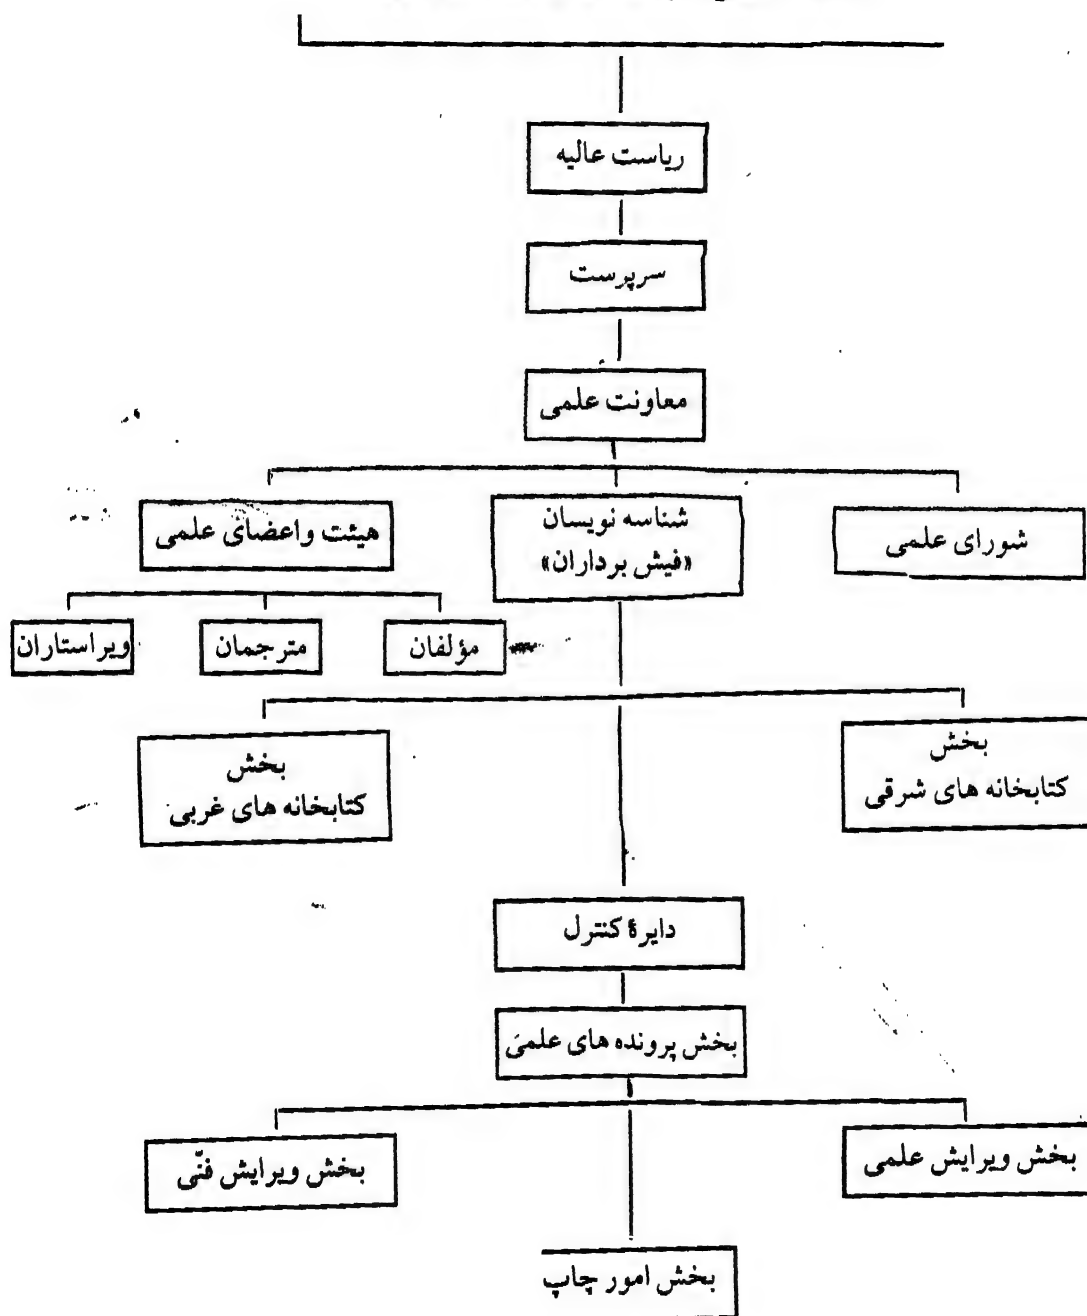 ریاست عالیه
سرپرست
معاونت علمی
شورای علمی
شناسه نویسان
«فیش برداران»
هیئت واعضای علمی
مؤلفان
مترجمان
ویراستاران
بخش
کتابخانه های شرقی
بخش
کتابخانه های غربی
دایرهٔ کنترل
بخش پرونده های علمی
بخش ویرایش علمی
بخش ویرایش فنّی
بخش امور چاپ